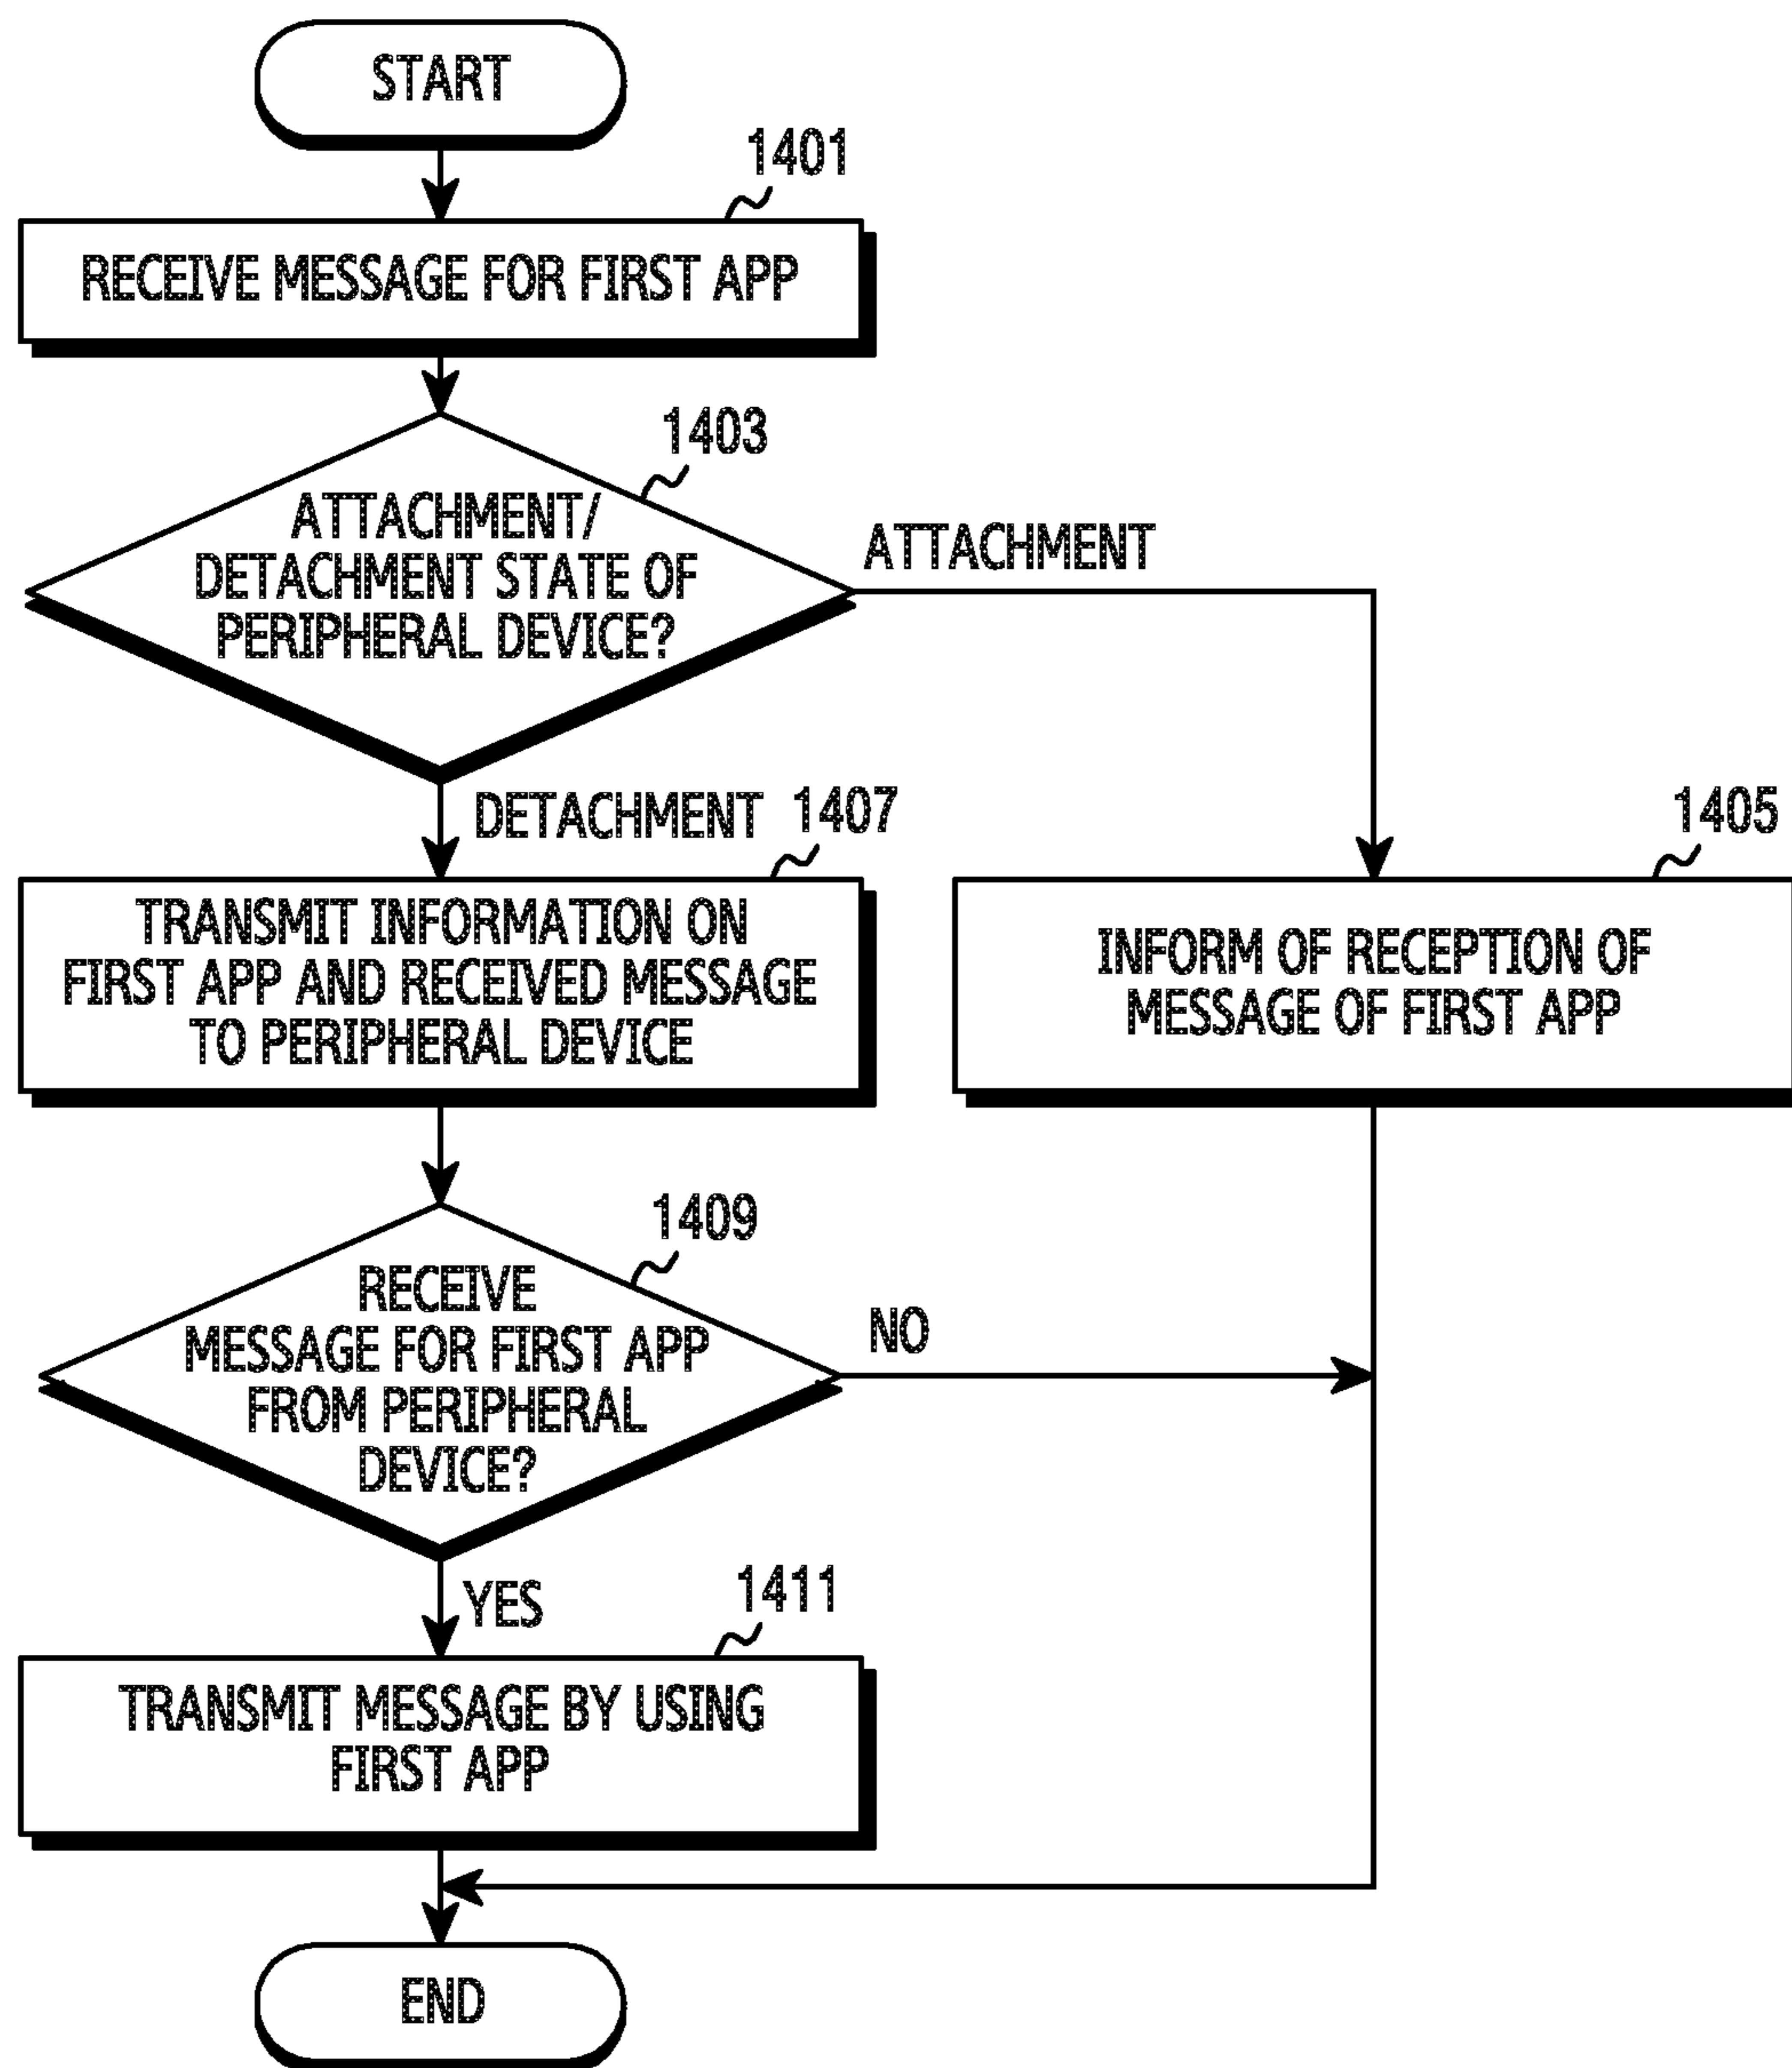 START
1401
RECEIVE MESSAGE FOR FIRST APP
1403
ATTACHMENT/
DETACHMENT STATE OF
PERIPHERAL DEVICE?
ATTACHMENT
DETACHMENT
1407
TRANSMIT INFORMATION ON
FIRST APP AND RECEIVED MESSAGE
TO PERIPHERAL DEVICE
1405
INFORM OF RECEPTION OF
MESSAGE OF FIRST APP
1409
RECEIVE
MESSAGE FOR FIRST APP
FROM PERIPHERAL
DEVICE?
NO
YES
1411
TRANSMIT MESSAGE BY USING
FIRST APP
END